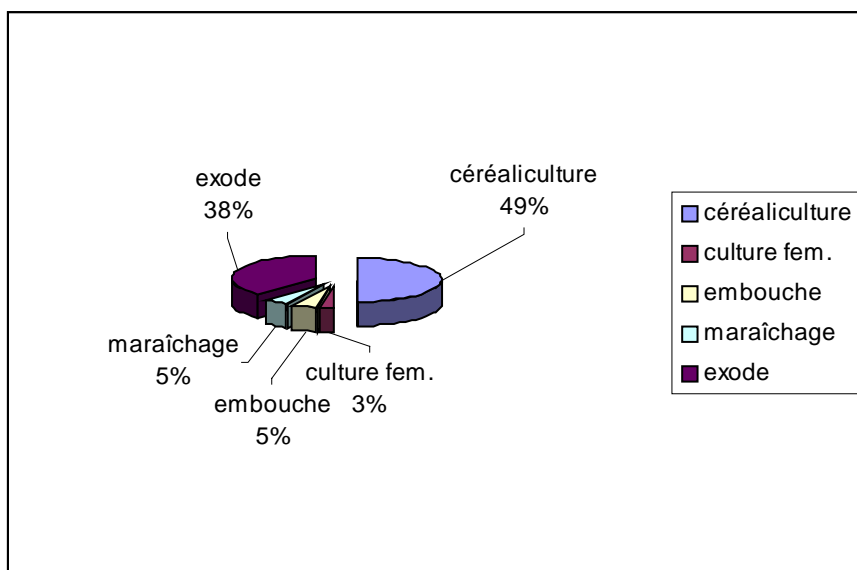 exode
38%
céréaliculture
49%
maraîchage
5%
embouche
5%
culture fem.
3%
céréaliculture
culture fem.
embouche
maraîchage
exode